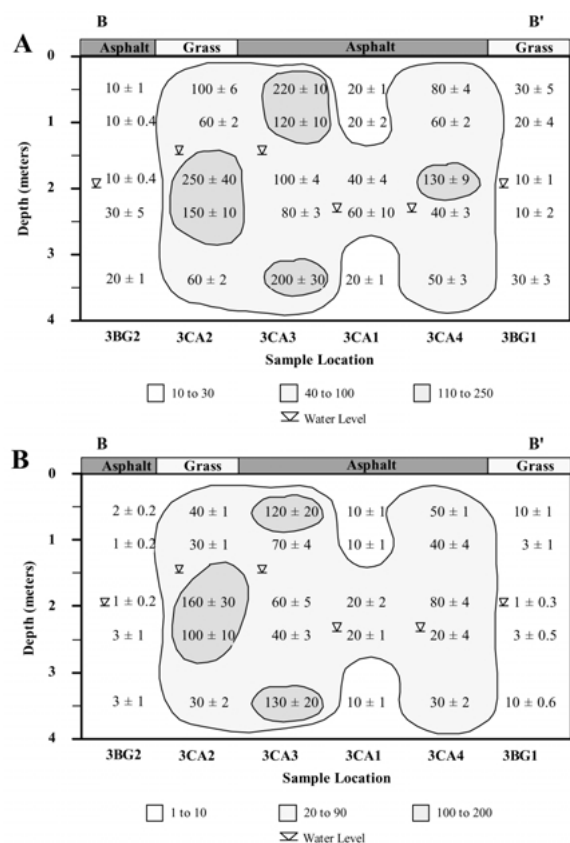 A
B B'
Asphalt Grass Asphalt Grass
0
10 ± 1 100 ± 6 220 ± 10 20 ± 1 80 ± 4 30 ± 5
1 10 ± 0.4 60 ± 2 120 ± 10 20 ± 2 60 ± 2 20 ± 4
2 10 ± 0.4 250 ± 40 100 ± 4 40 ± 4 130 ± 9 10 ± 1
30 ± 5 150 ± 10 80 ± 3 60 ± 10 40 ± 3 10 ± 2
3
20 ± 1 60 ± 2 200 ± 30 20 ± 1 50 ± 3 30 ± 3
4
Depth (meters)
3BG2 3CA2 3CA3 3CA1 3CA4 3BG1
Sample Location
10 to 30 40 to 100 110 to 250
Water Level
B
B B'
Asphalt Grass Asphalt Grass
0
2 ± 0.2 40 ± 1 120 ± 20 10 ± 1 50 ± 1 10 ± 1
1 1 ± 0.2 30 ± 1 70 ± 4 10 ± 1 40 ± 4 3 ± 1
2 1 ± 0.2 160 ± 30 60 ± 5 20 ± 2 80 ± 4 1 ± 0.3
3 ± 1 100 ± 10 40 ± 3 20 ± 1 20 ± 4 3 ± 0.5
3
3 ± 1 30 ± 2 130 ± 20 10 ± 1 30 ± 2 10 ± 0.6
4
Depth (meters)
3BG2 3CA2 3CA3 3CA1 3CA4 3BG1
Sample Location
1 to 10 20 to 90 100 to 200
Water Level